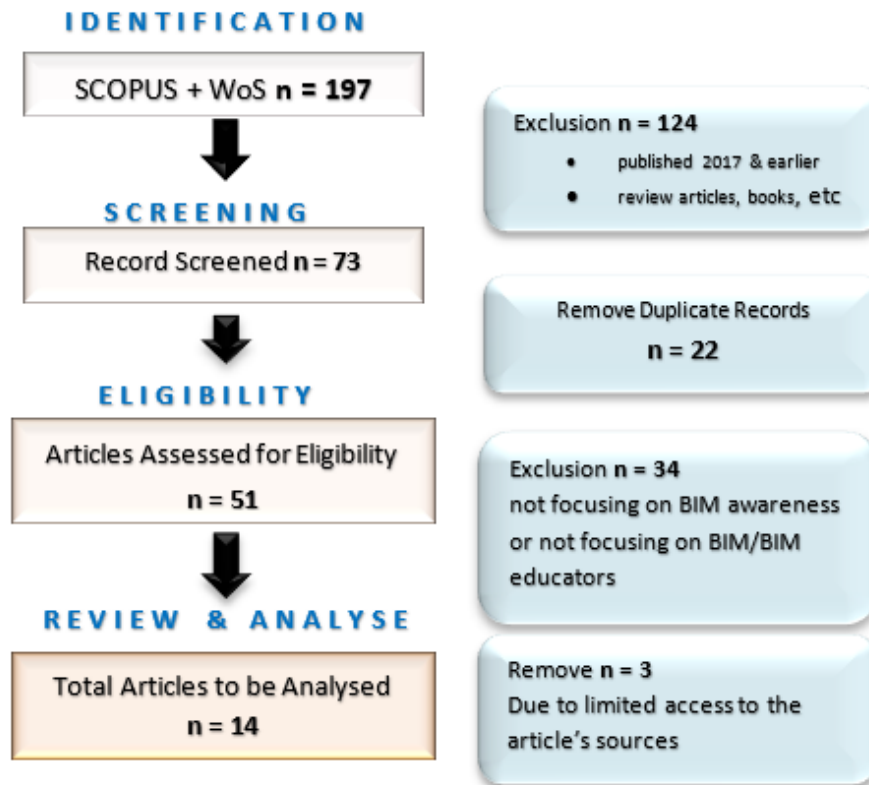 IDENTIFICATION
SCOPUS + WoS n = 197
Exclusion n = 124
• published 2017 & earlier
• review articles, books, etc
SCREENING
Record Screened n = 73
Remove Duplicate Records
n = 22
ELIGIBILITY
Articles Assessed for Eligibility
n = 51
Exclusion n = 34
not focusing on BIM awareness
or not focusing on BIM/BIM
educators
REVIEW & ANALYSE
Total Articles to be Analysed
n = 14
Remove n = 3
Due to limited access to the
article's sources